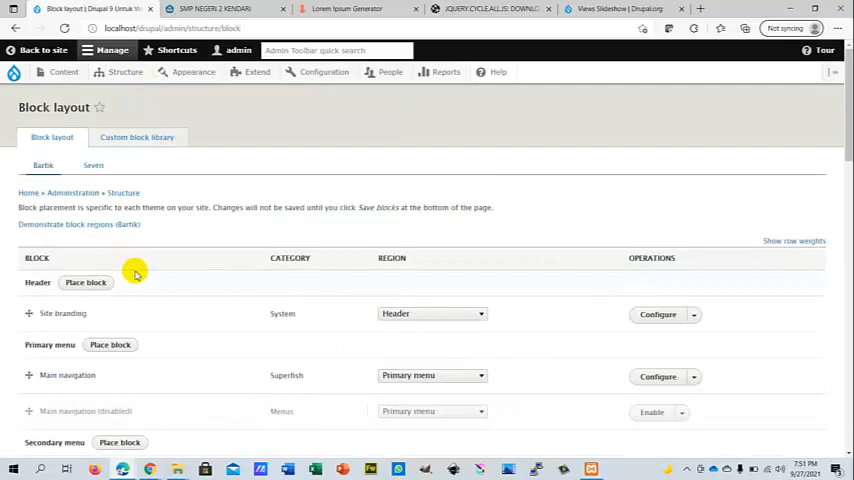 Block layout | Drupal 9 Untuk W
SMP NEGERI 2 KENDARI
Lorem Ipsum Generator
jQUERY.CYCLE.ALL.JS: DOWNLO
Views Slideshow | Drupal.org
localhost/drupal/admin/structure/block
Not syncing
Back to site
Manage
Shortcuts
admin
Admin Toolbar quick search
Tour
Content
Structure
Appearance
Extend
Configuration
People
Reports
Help
Block layout
Block layout
Custom block library
Bartik
Seven
Home » Administration » Structure
Block placement is specific to each theme on your site. Changes will not be saved until you click Save blocks at the bottom of the page.
Demonstrate block regions (Bartik)
Show row weights
BLOCK CATEGORY REGION OPERATIONS
Header Place block
Site branding System Header Configure
Primary menu Place block
Main navigation Superfish Primary menu Configure
Main navigation (disabled) Menus Primary menu Enable
Secondary menu Place block
7:51 PM
9/27/2021